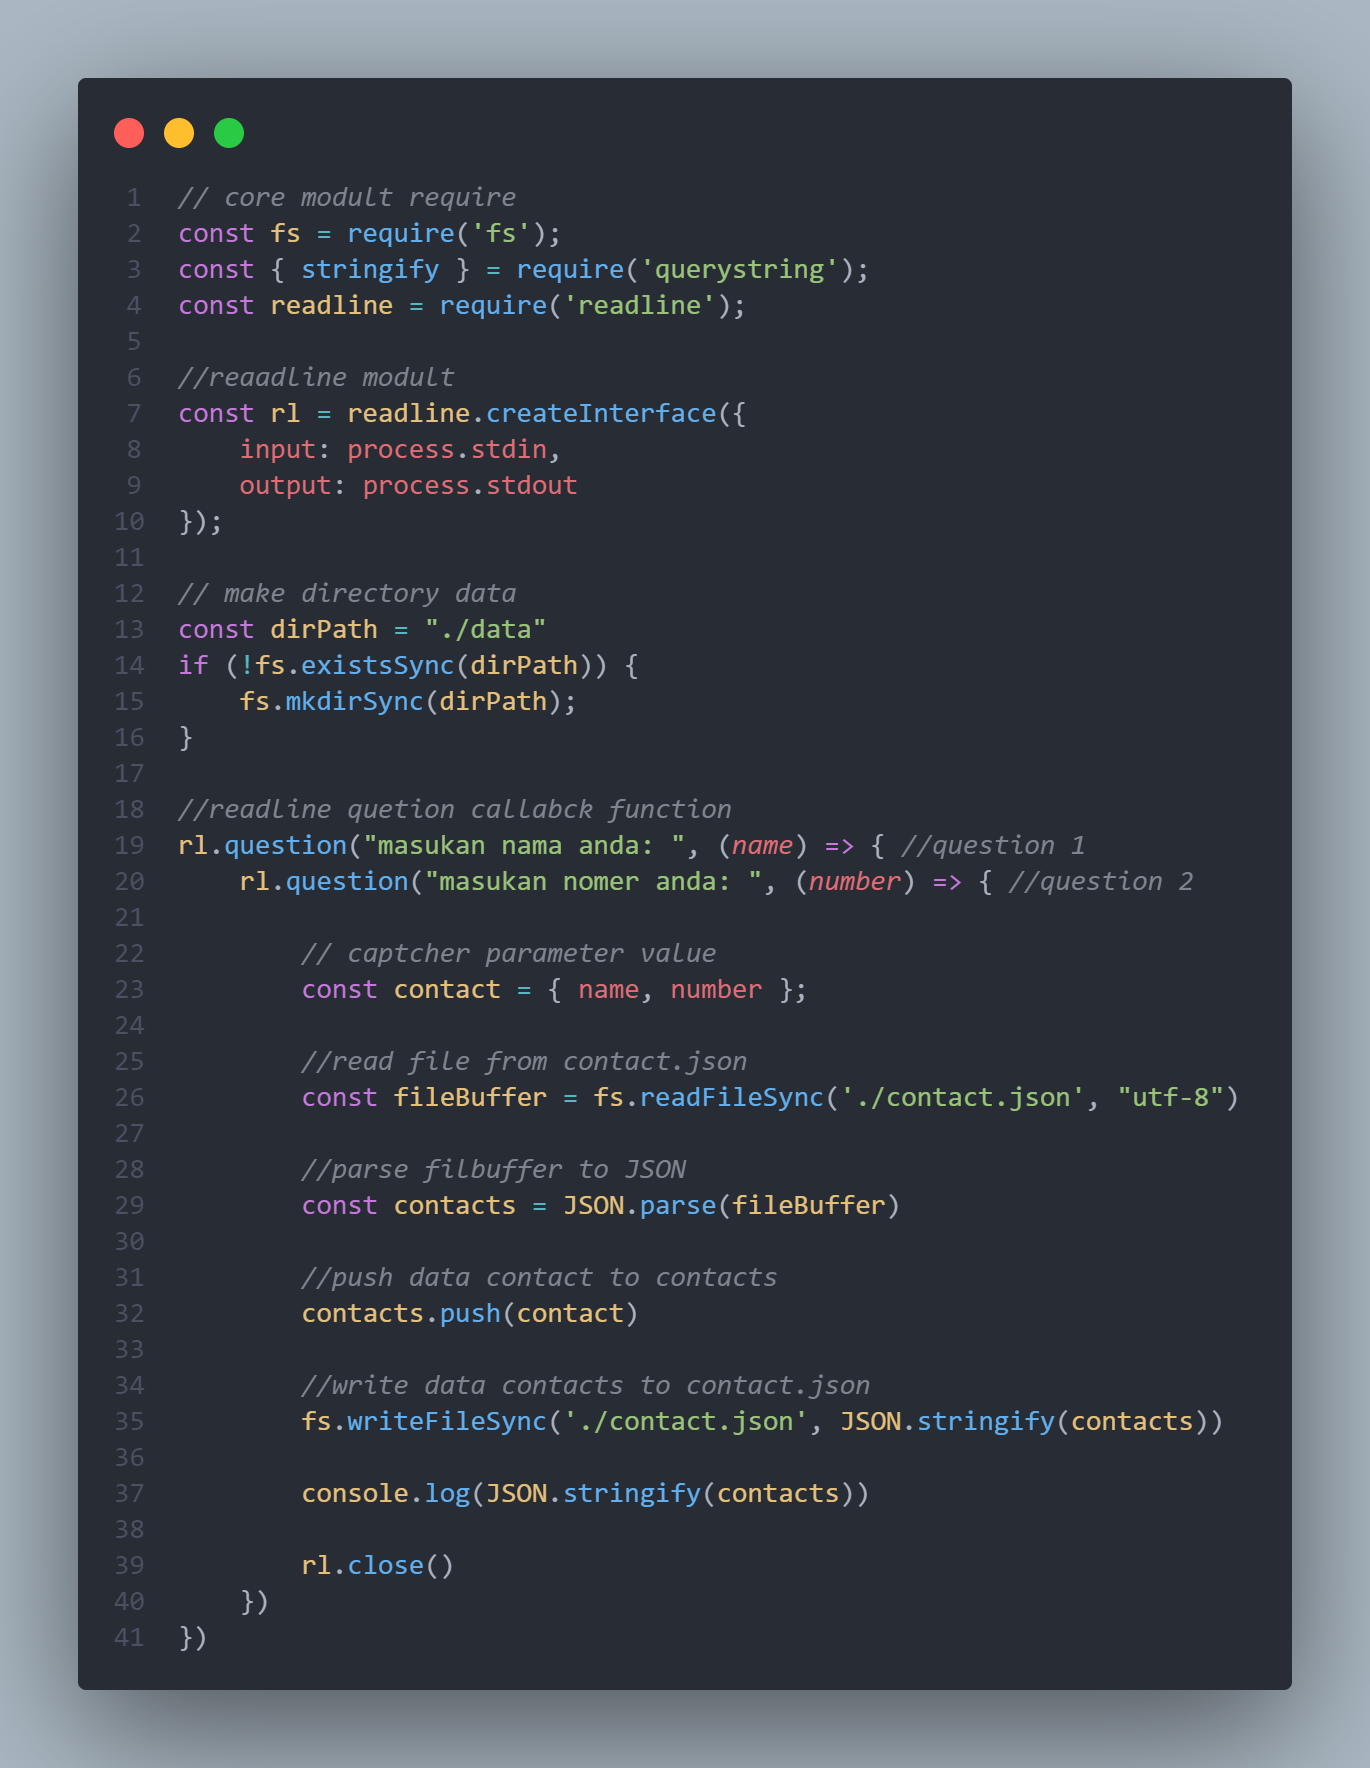 1 // core modult require
2 const fs = require('fs');
3 const { stringify } = require('querystring');
4 const readline = require('readline');
5
6 //reaadline modult
7 const rl = readline.createInterface({
8     input: process.stdin,
9     output: process.stdout
10 });
11
12 // make directory data
13 const dirPath = "./data"
14 if (!fs.existsSync(dirPath)) {
15     fs.mkdirSync(dirPath);
16 }
17
18 //readline quetion callabck function
19 rl.question("masukan nama anda: ", (name) => { //question 1
20     rl.question("masukan nomer anda: ", (number) => { //question 2
21
22         // captcher parameter value
23         const contact = { name, number };
24
25         //read file from contact.json
26         const fileBuffer = fs.readFileSync('./contact.json', "utf-8")
27
28         //parse filbuffer to JSON
29         const contacts = JSON.parse(fileBuffer)
30
31         //push data contact to contacts
32         contacts.push(contact)
33
34         //write data contacts to contact.json
35         fs.writeFileSync('./contact.json', JSON.stringify(contacts))
36
37         console.log(JSON.stringify(contacts))
38
39         rl.close()
40     })
41 })